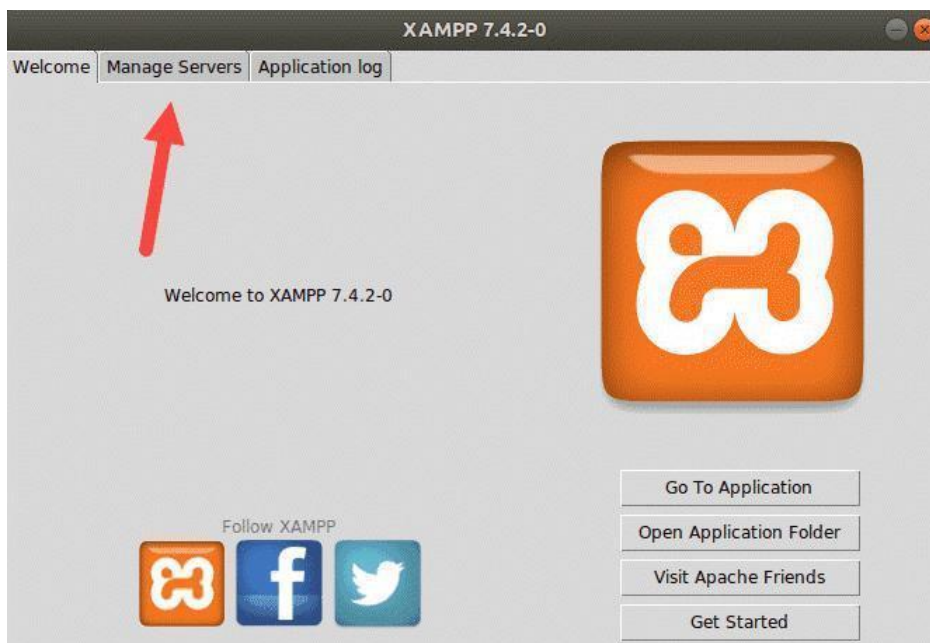 XAMPP 7.4.2-0
Welcome Manage Servers Application log
Welcome to XAMPP 7.4.2-0
Go To Application
Open Application Folder
Visit Apache Friends
Get Started
Follow XAMPP
f